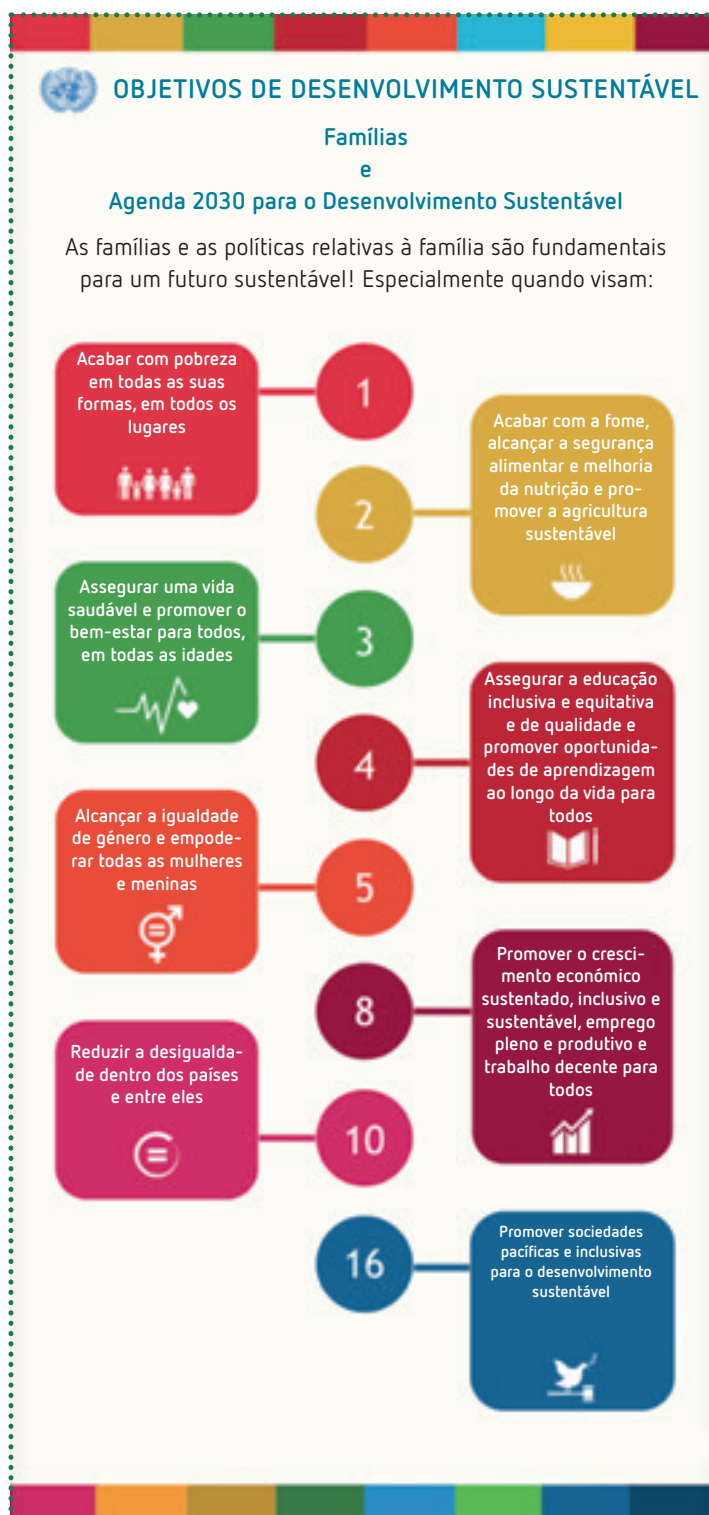 OBJETIVOS DE DESENVOLVIMENTO SUSTENTÁVEL
Famílias
e
Agenda 2030 para o Desenvolvimento Sustentável
As famílias e as políticas relativas à família são fundamentais
para um futuro sustentável! Especialmente quando visam:
Acabar com pobreza
em todas as suas
formas, em todos os
lugares
1
Acabar com a fome,
alcançar a segurança
alimentar e melhoria
da nutrição e pro-
mover a agricultura
sustentável
2
Assegurar uma vida
saudável e promover o
bem-estar para todos,
em todas as idades
3
Assegurar a educação
inclusiva e equitativa
e de qualidade e
promover oportunida-
des de aprendizagem
ao longo da vida para
todos
4
Alcançar a igualdade
de género e empode-
rar todas as mulheres
e meninas
5
Promover o cresci-
mento económico
sustentado, inclusivo e
sustentável, emprego
pleno e produtivo e
trabalho decente para
todos
8
Reduzir a desigualda-
de dentro dos países
e entre eles
10
Promover sociedades
pacíficas e inclusivas
para o desenvolvimento
sustentável
16